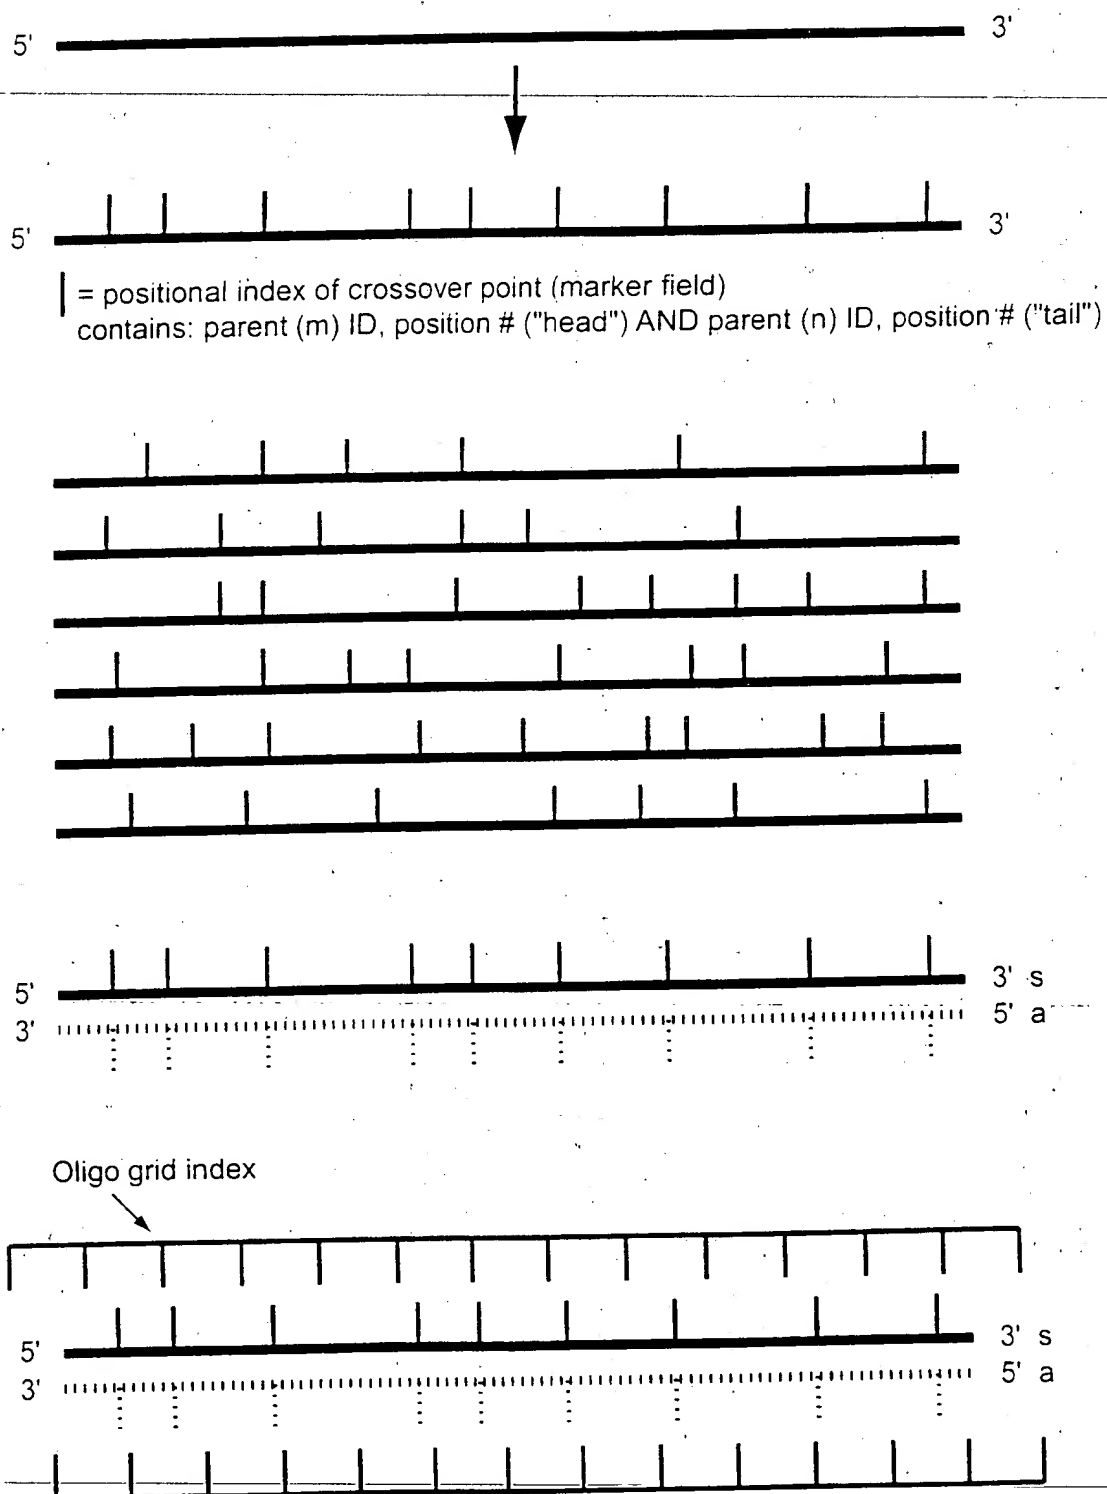 5' 3'
5' 3'
= positional index of crossover point (marker field)
contains: parent (m) ID, position # ("head") AND parent (n) ID, position # ("tail")
5' 3' s
3' 5' a
Oligo grid index
5' 3' s
3' 5' a